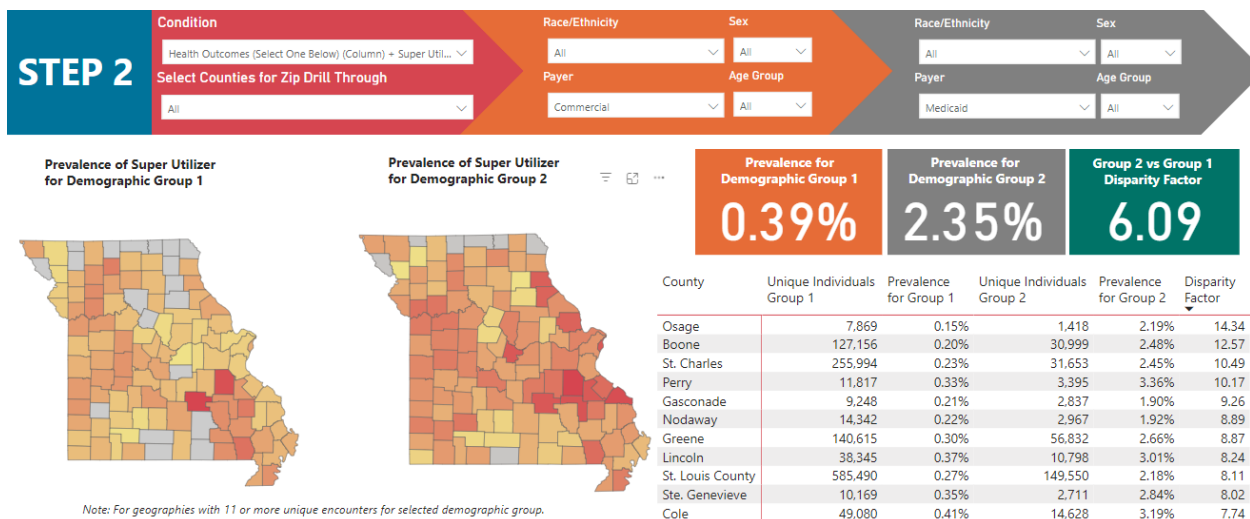 STEP 2
Condition
Health Outcomes (Select One Below) (Column) + Super Util...
Select Counties for Zip Drill Through
All
Race/Ethnicity
Sex
All
All
Payer
Age Group
Commercial
All
Race/Ethnicity
Sex
All
All
Payer
Age Group
Medicaid
All
Prevalence of Super Utilizer
for Demographic Group 1
Prevalence of Super Utilizer
for Demographic Group 2
Prevalence for
Demographic Group 1
0.39%
Prevalence for
Demographic Group 2
2.35%
Group 2 vs Group 1
Disparity Factor
6.09
County Unique Individuals Group 1 Prevalence for Group 1 Unique Individuals Group 2 Prevalence for Group 2 Disparity Factor
Osage 7,869 0.15% 1,418 2.19% 14.34
Boone 127,156 0.20% 30,999 2.48% 12.57
St. Charles 255,994 0.23% 31,653 2.45% 10.49
Perry 11,817 0.33% 3,395 3.36% 10.17
Gasconade 9,248 0.21% 2,837 1.90% 9.26
Nodaway 14,342 0.22% 2,967 1.92% 8.89
Greene 140,615 0.30% 56,832 2.66% 8.87
Lincoln 38,345 0.37% 10,798 3.01% 8.24
St. Louis County 585,490 0.27% 149,550 2.18% 8.11
Ste. Genevieve 10,169 0.35% 2,711 2.84% 8.02
Cole 49,080 0.41% 14,628 3.19% 7.74
Note: For geographies with 11 or more unique encounters for selected demographic group.